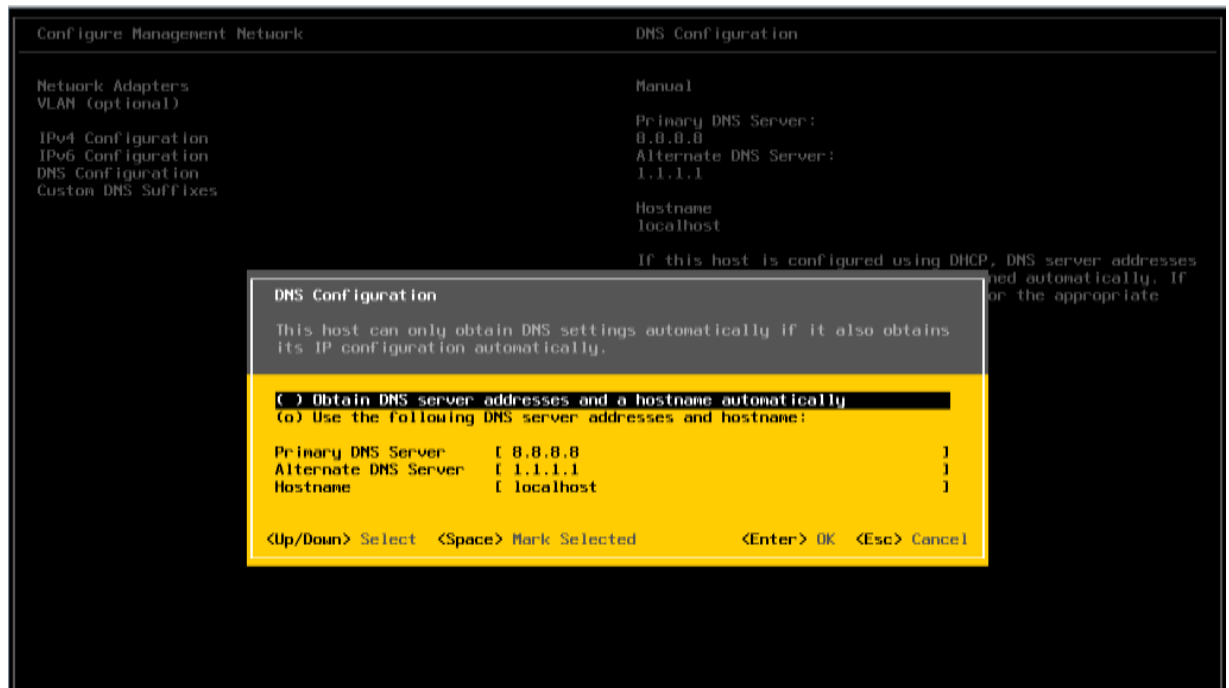 Configure Management Network
DNS Configuration
Network Adapters
VLAN (optional)
IPv4 Configuration
IPv6 Configuration
DNS Configuration
Custom DNS Suffixes
Manual
Primary DNS Server:
8.8.8.8
Alternate DNS Server:
1.1.1.1
Hostname
localhost
If this host is configured using DHCP, DNS server addresses
ned automatically. If
or the appropriate
DNS Configuration
This host can only obtain DNS settings automatically if it also obtains
its IP configuration automatically.
( ) Obtain DNS server addresses and a hostname automatically
(o) Use the following DNS server addresses and hostname:
Primary DNS Server [ 8.8.8.8 ]
Alternate DNS Server [ 1.1.1.1 ]
Hostname [ localhost ]
<Up/Down> Select <Space> Mark Selected <Enter> OK <Esc> Cancel